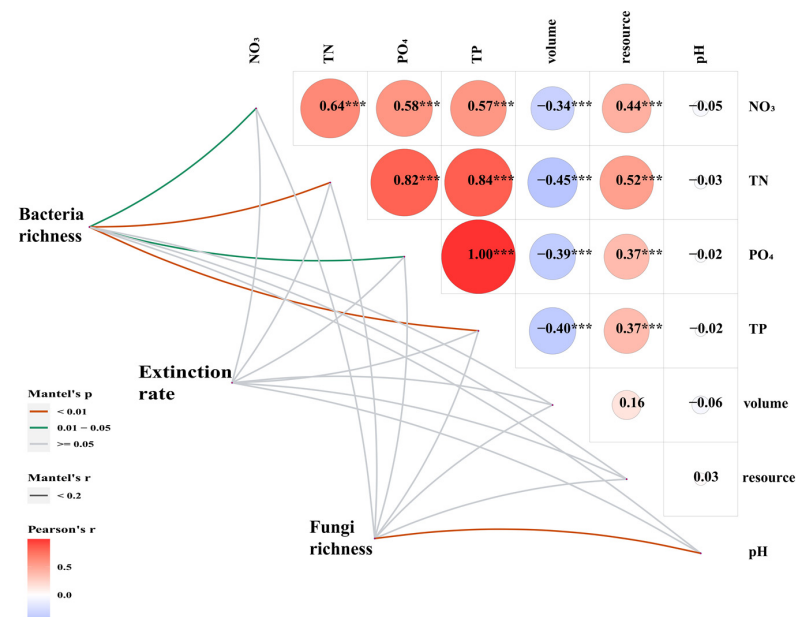 NO₃ TN PO₄ TP volume resource pH
0.64*** 0.58*** 0.57*** −0.34*** 0.44*** −0.05 NO₃
0.82*** 0.84*** −0.45*** 0.52*** −0.03 TN
Bacteria
richness
1.00*** −0.39*** 0.37*** −0.02 PO₄
−0.40*** 0.37*** −0.02 TP
Extinction
rate
0.16 −0.06 volume
0.03 resource
Fungi
richness
pH
Mantel's p
< 0.01
0.01 − 0.05
>= 0.05
Mantel's r
< 0.2
Pearson's r
0.5
0.0